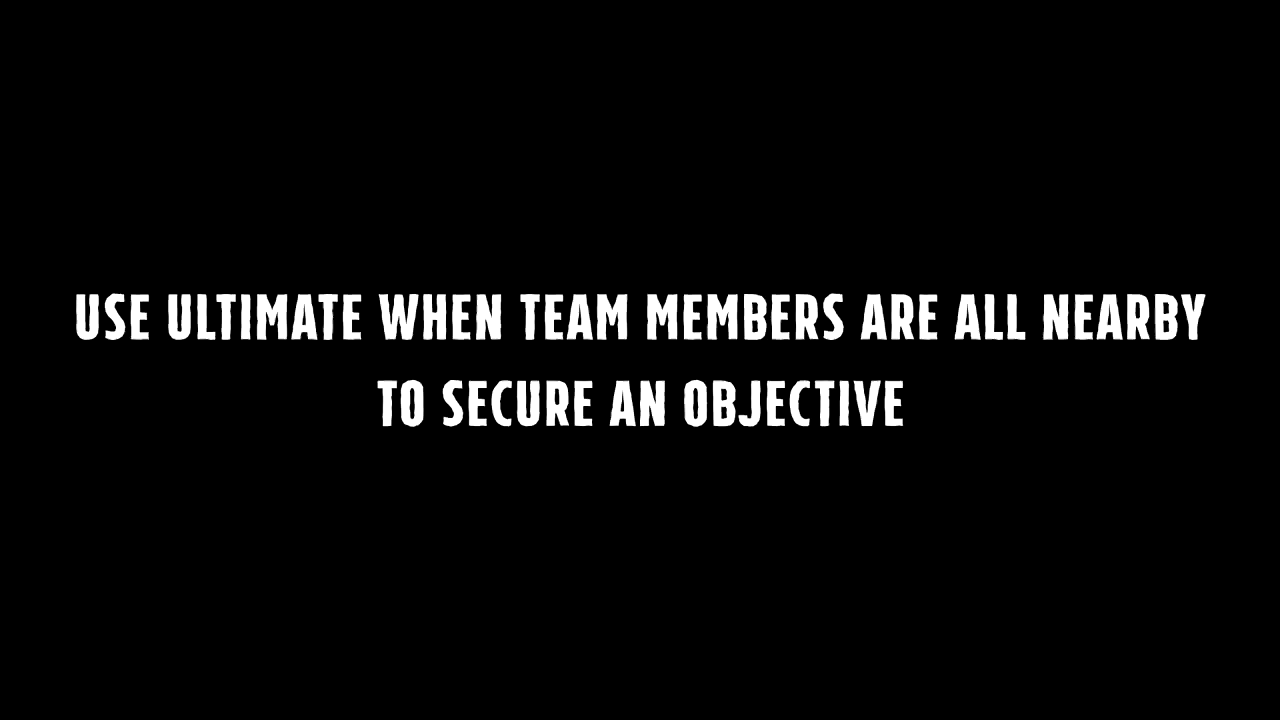 USE ULTIMATE WHEN TEAM MEMBERS ARE ALL NEARBY
TO SECURE AN OBJECTIVE